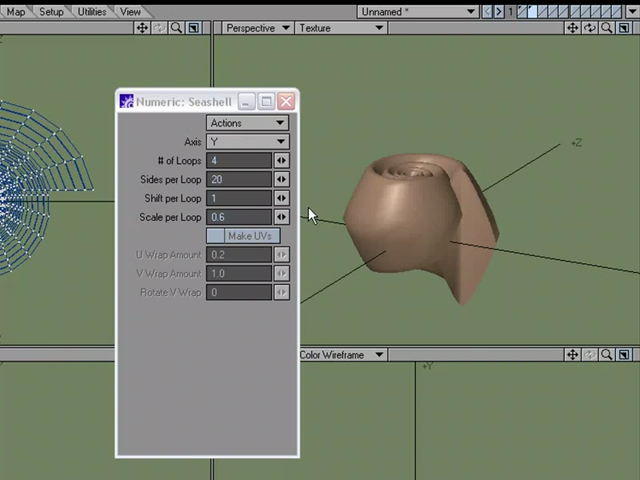 Map Setup Utilities View Unnamed * 1
Perspective Texture
Numeric: Seashell
Actions
Axis Y
# of Loops 4
Sides per Loop 20
Shift per Loop 1
Scale per Loop 0.6
Make UVs
U Wrap Amount 0.2
V Wrap Amount 1.0
Rotate V Wrap 0
+Z
Color Wireframe
+Y